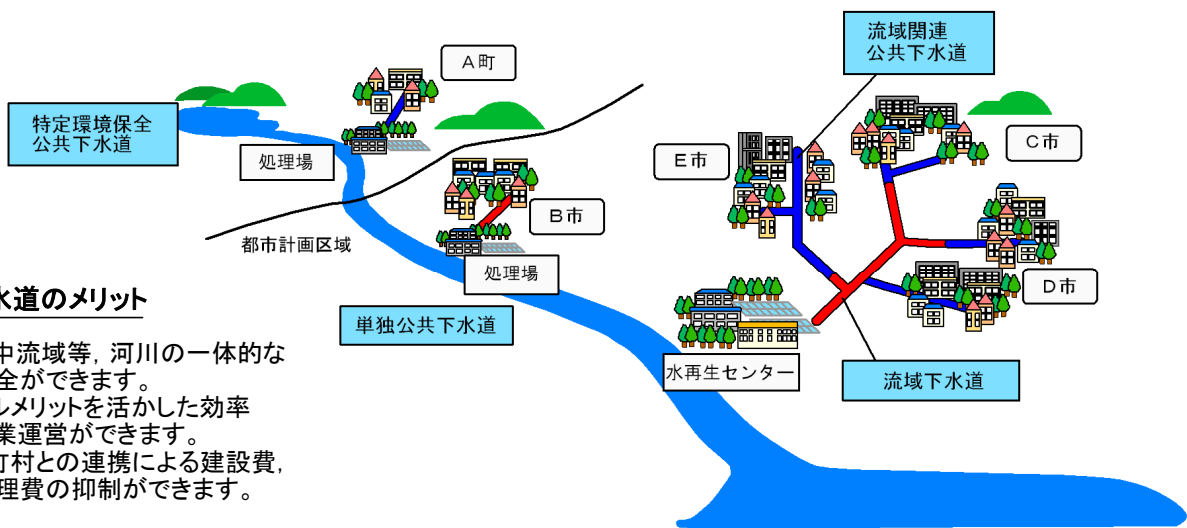 流域関連
公共下水道
A町
特定環境保全
公共下水道
処理場
E市
C市
B市
都市計画区域
処理場
D市
水道のメリット
単独公共下水道
中流域等, 河川の一体的な
全ができます。
ルメリットを活かした効率
業運営ができます。
町村との連携による建設費,
理費の抑制ができます。
水再生センター
流域下水道